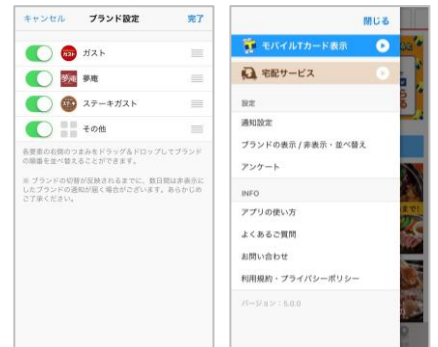 キャンセル ブランド設定 完了
ガスト
夢庵
ステーキガスト
その他
各要素の右側のつまみをドラッグ＆ドロップしてブランド
の順番を並べ替えることができます。
※ ブランドの切替が反映されるまでに、数日間は非表示に
したブランドの通知が届く場合がございます。あらかじめ
ご了承ください。
閉じる
モバイルTカード表示
宅配サービス
設定
通知設定
ブランドの表示 / 非表示・並べ替え
アンケート
INFO
アプリの使い方
よくあるご質問
お問い合わせ
利用規約・プライバシーポリシー
バージョン：5.0.0